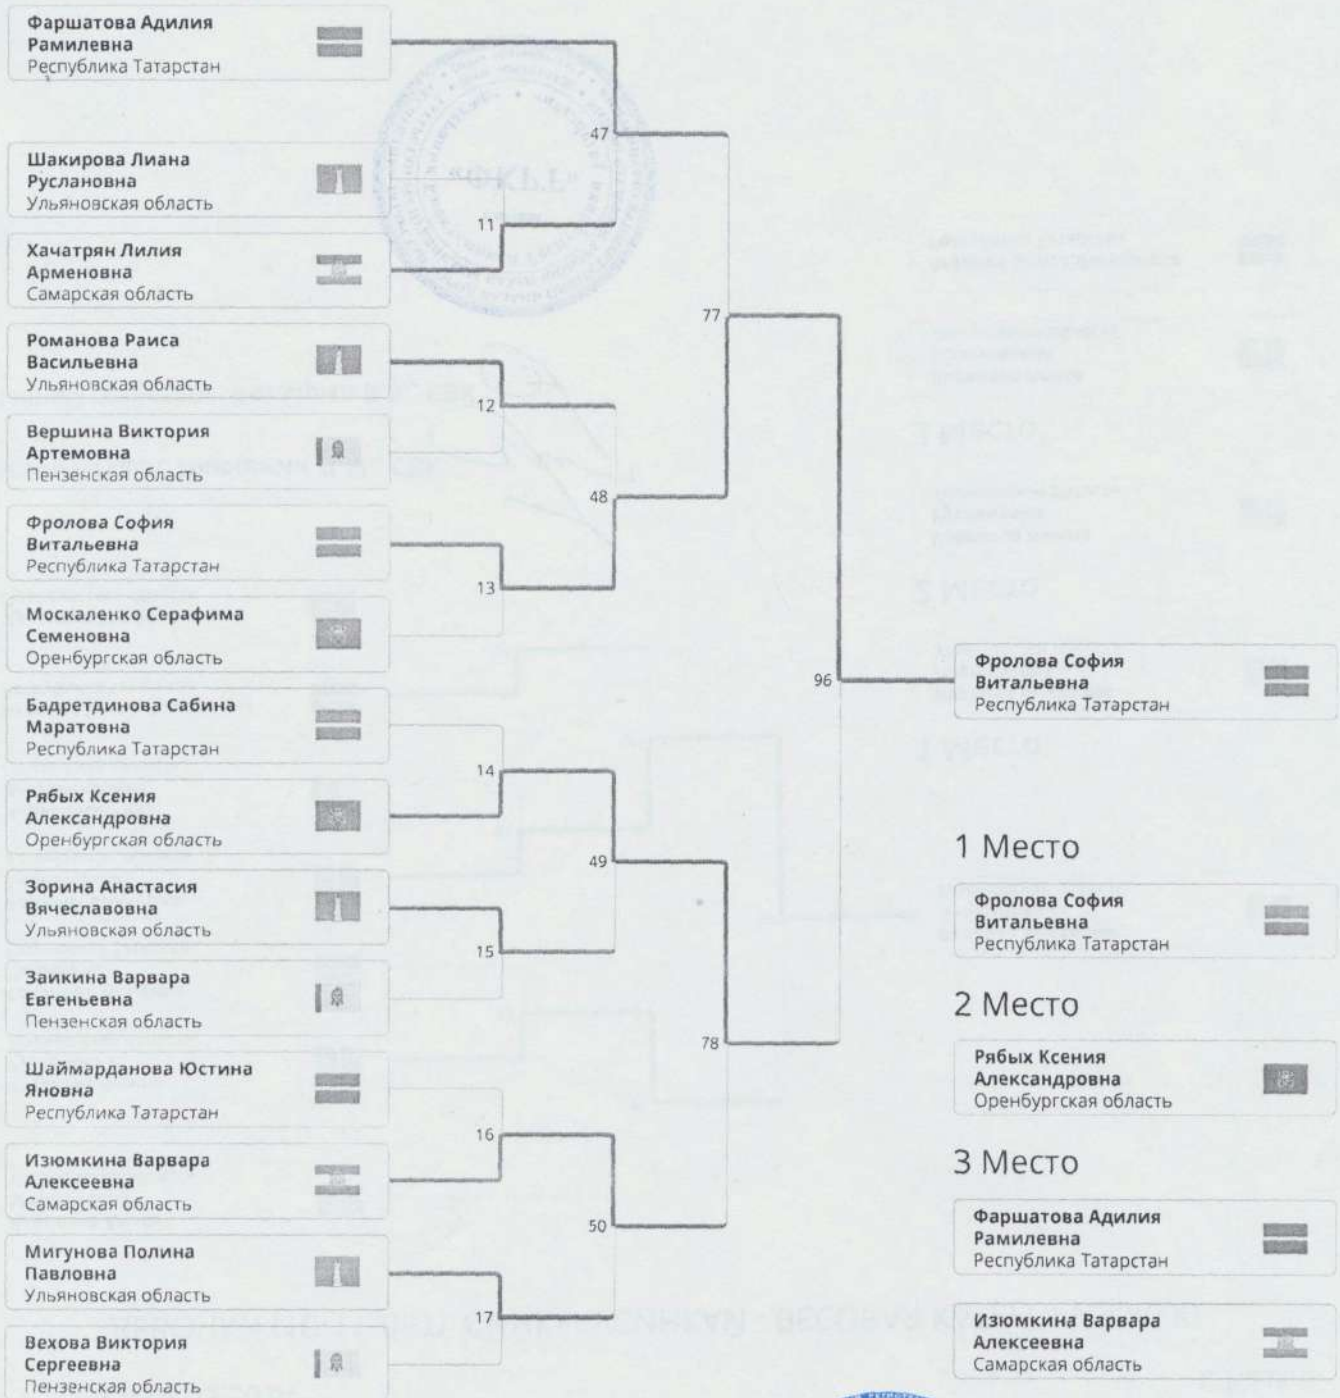 Фаршатова Адилия
Рамилевна
Республика Татарстан
Шакирова Лиана
Руслановна
Ульяновская область
Хачатрян Лилия
Арменовна
Самарская область
Романова Раиса
Васильевна
Ульяновская область
Вершина Виктория
Артемовна
Пензенская область
Фролова София
Витальевна
Республика Татарстан
Москаленко Серафима
Семеновна
Оренбургская область
Бадретдинова Сабина
Маратовна
Республика Татарстан
Рябых Ксения
Александровна
Оренбургская область
Зорина Анастасия
Вячеславовна
Ульяновская область
Заикина Варвара
Евгеньевна
Пензенская область
Шаймарданова Юстина
Яновна
Республика Татарстан
Изюмкина Варвара
Алексеевна
Самарская область
Мигунова Полина
Павловна
Ульяновская область
Вехова Виктория
Сергеевна
Пензенская область
11
12
13
14
15
16
17
47
48
49
50
77
78
96
Фролова София
Витальевна
Республика Татарстан
1 Место
Фролова София
Витальевна
Республика Татарстан
2 Место
Рябых Ксения
Александровна
Оренбургская область
3 Место
Фаршатова Адилия
Рамилевна
Республика Татарстан
Изюмкина Варвара
Алексеевна
Самарская область